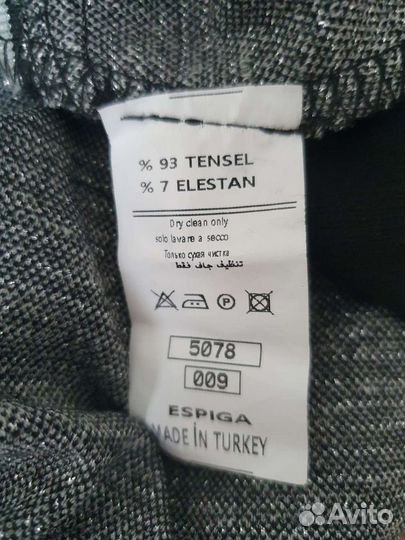 % 93 TENSEL
% 7 ELESTAN
Dry clean only
solo lavare a secco
Только сухая чистка
تنظيف جاف فقط
P
5078
009
ESPIGA
MADE İN TURKEY
Avito